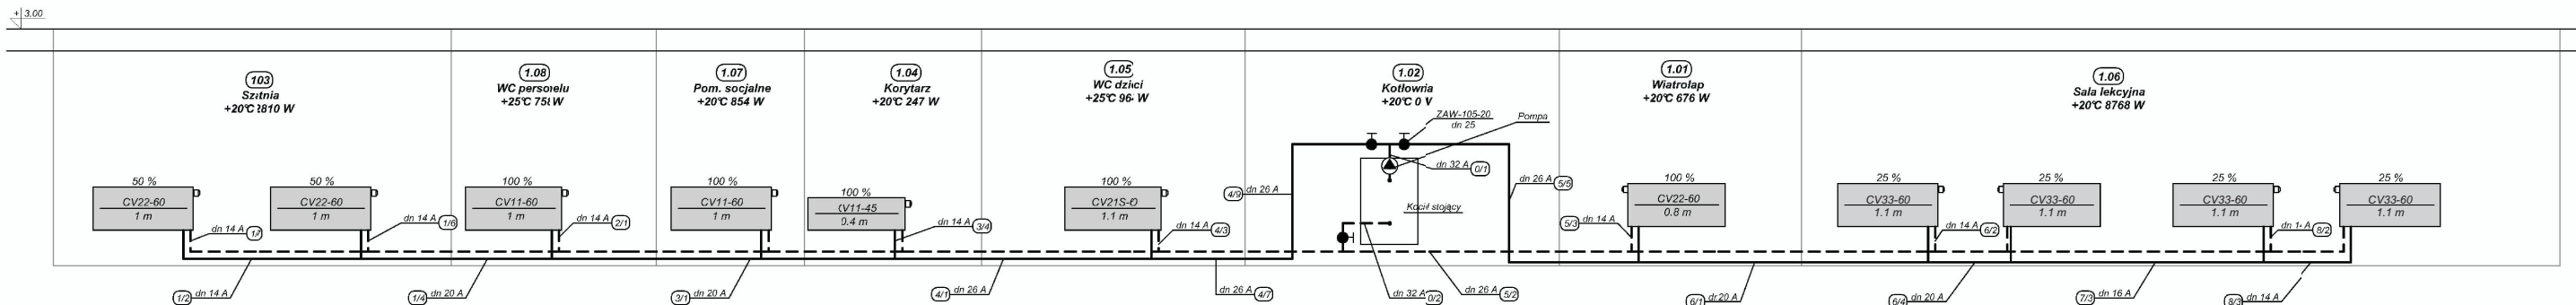 + 3.00
103
+20°C
1.08
WC
+25°C
1.07
Pom. socjalne
+20°C 854 W
1.04
Korytarz
+20°C 247 W
1.05
WC
+25°C
1.02
+20°C
1.01
Wiatrolap
+20°C 676 W
1.06
Sala lekcyjna
+20°C 8768 W
ZAW-105-20
dn 25
Pompa
dn 32 A 0/1
4/9 dn 26 A
dn 26 A 5/5
stojący
50 %
CV22-60
1 m
50 %
CV22-60
1 m
100 %
CV11-60
1 m
100 %
CV11-60
1 m
100 %
0.4 m
100 %
1.1 m
100 %
CV22-60
0.8 m
25 %
CV33-60
1.1 m
25 %
CV33-60
1.1 m
25 %
CV33-60
1.1 m
25 %
CV33-60
1.1 m
dn 14 A
dn 14 A 1/6
dn 14 A 2/1
dn 14 A 3/4
dn 14 A 4/3
5/3 dn 14 A
dn 14 A 6/2
8/2
1/2 dn 14 A
1/4 dn 20 A
3/1 dn 20 A
4/1 dn 26 A
dn 26 A 4/7
dn 32 A 0/2
dn 26 A 5/2
6/1 dn 20 A
6/4 dn 20 A
7/3 dn 16 A
8/3 dn 14 A